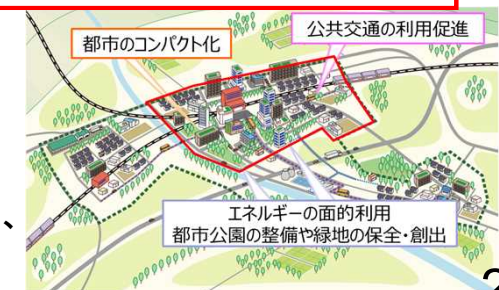 都市のコンパクト化
公共交通の利用促進
エネルギーの面的利用
都市公園の整備や緑地の保全・創出
、